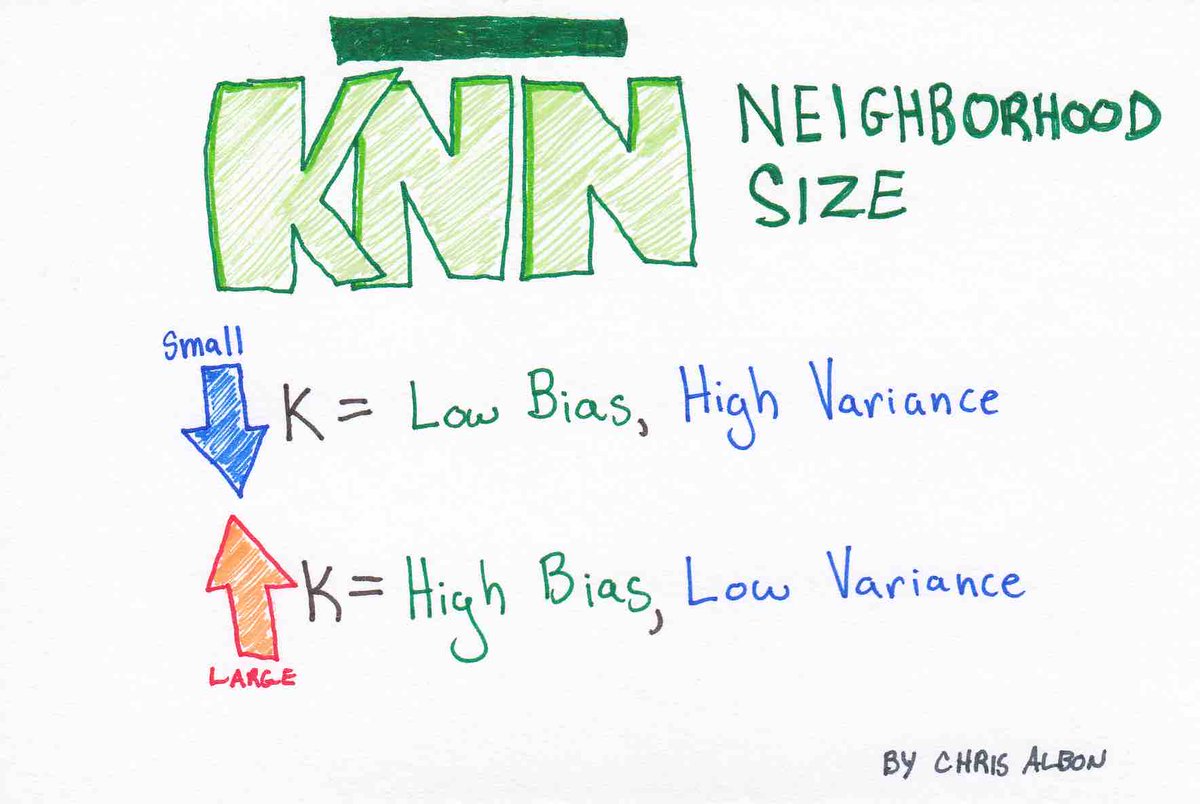 KNN NEIGHBORHOOD
SIZE
Small
K = Low Bias, High Variance
K = High Bias, Low Variance
LARGE
BY CHRIS ALBON